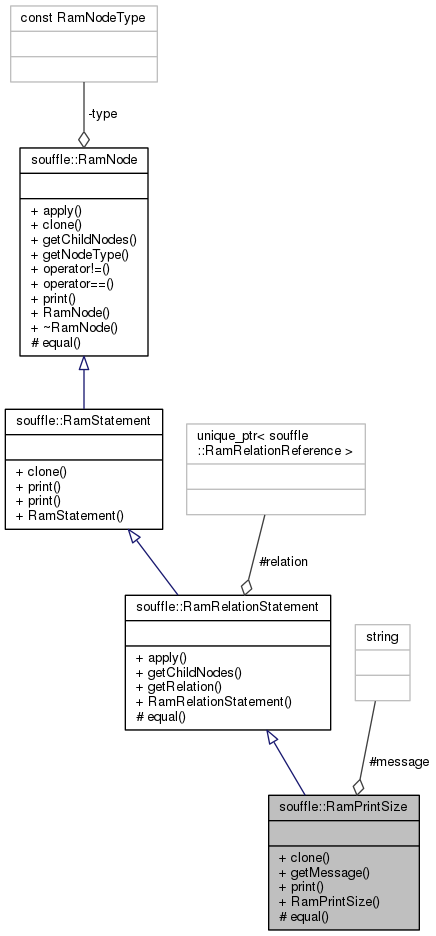 const RamNodeType
-type
souffle::RamNode
+ apply()
+ clone()
+ getChildNodes()
+ getNodeType()
+ operator!=()
+ operator==()
+ print()
+ RamNode()
+ ~RamNode()
# equal()
souffle::RamStatement
+ clone()
+ print()
+ print()
+ RamStatement()
unique_ptr< souffle
::RamRelationReference >
#relation
souffle::RamRelationStatement
+ apply()
+ getChildNodes()
+ getRelation()
+ RamRelationStatement()
# equal()
string
#message
souffle::RamPrintSize
+ clone()
+ getMessage()
+ print()
+ RamPrintSize()
# equal()